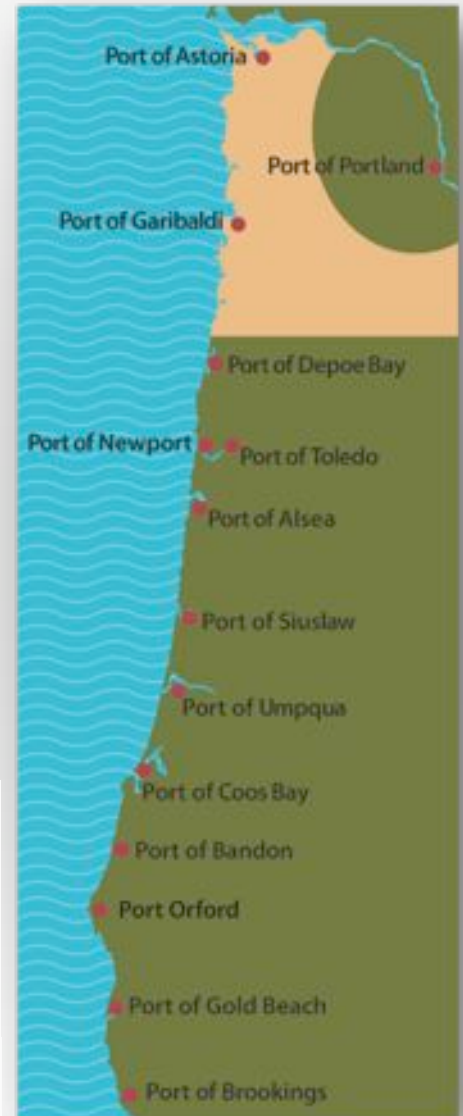 Port of Astoria
Port of Portland
Port of Garibaldi
Port of Depoe Bay
Port of Newport
Port of Toledo
Port of Alsea
Port of Siuslaw
Port of Umpqua
Port of Coos Bay
Port of Bandon
Port Orford
Port of Gold Beach
Port of Brookings